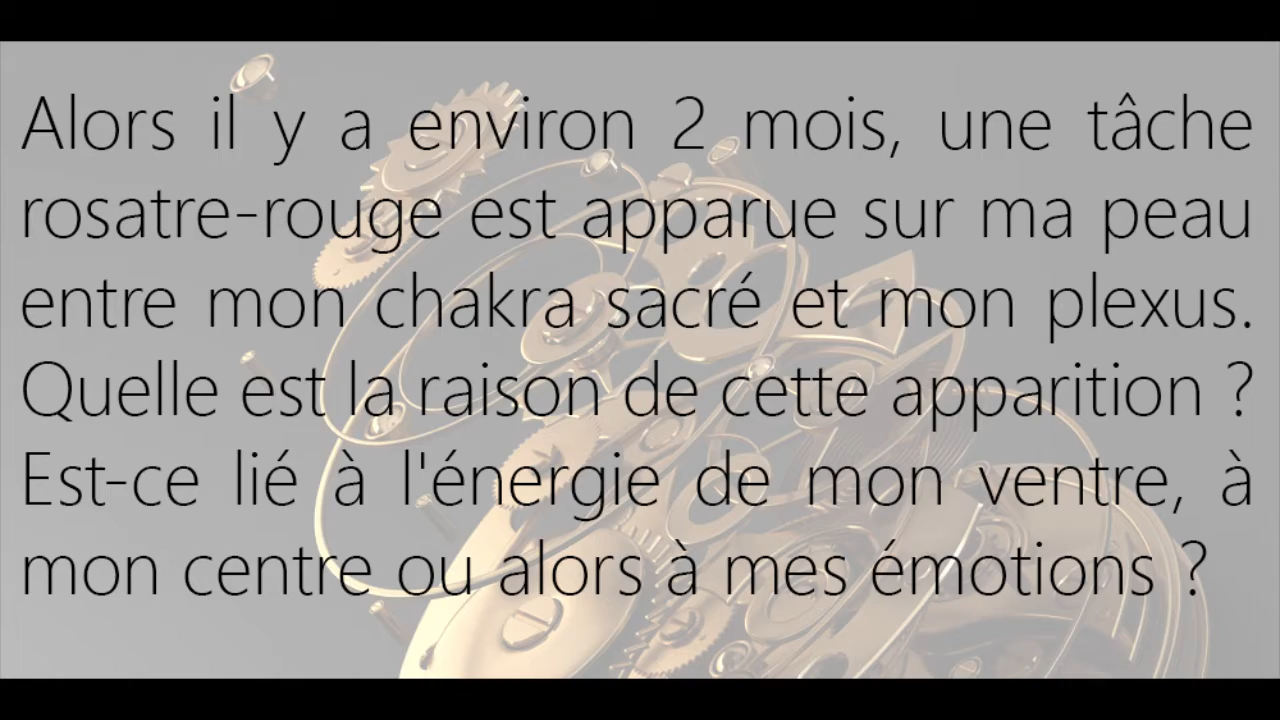 Alors il y a environ 2 mois, une tâche
rosatre-rouge est apparue sur ma peau
entre mon chakra sacré et mon plexus.
Quelle est la raison de cette apparition ?
Est-ce lié à l'énergie de mon ventre, à
mon centre ou alors à mes émotions ?